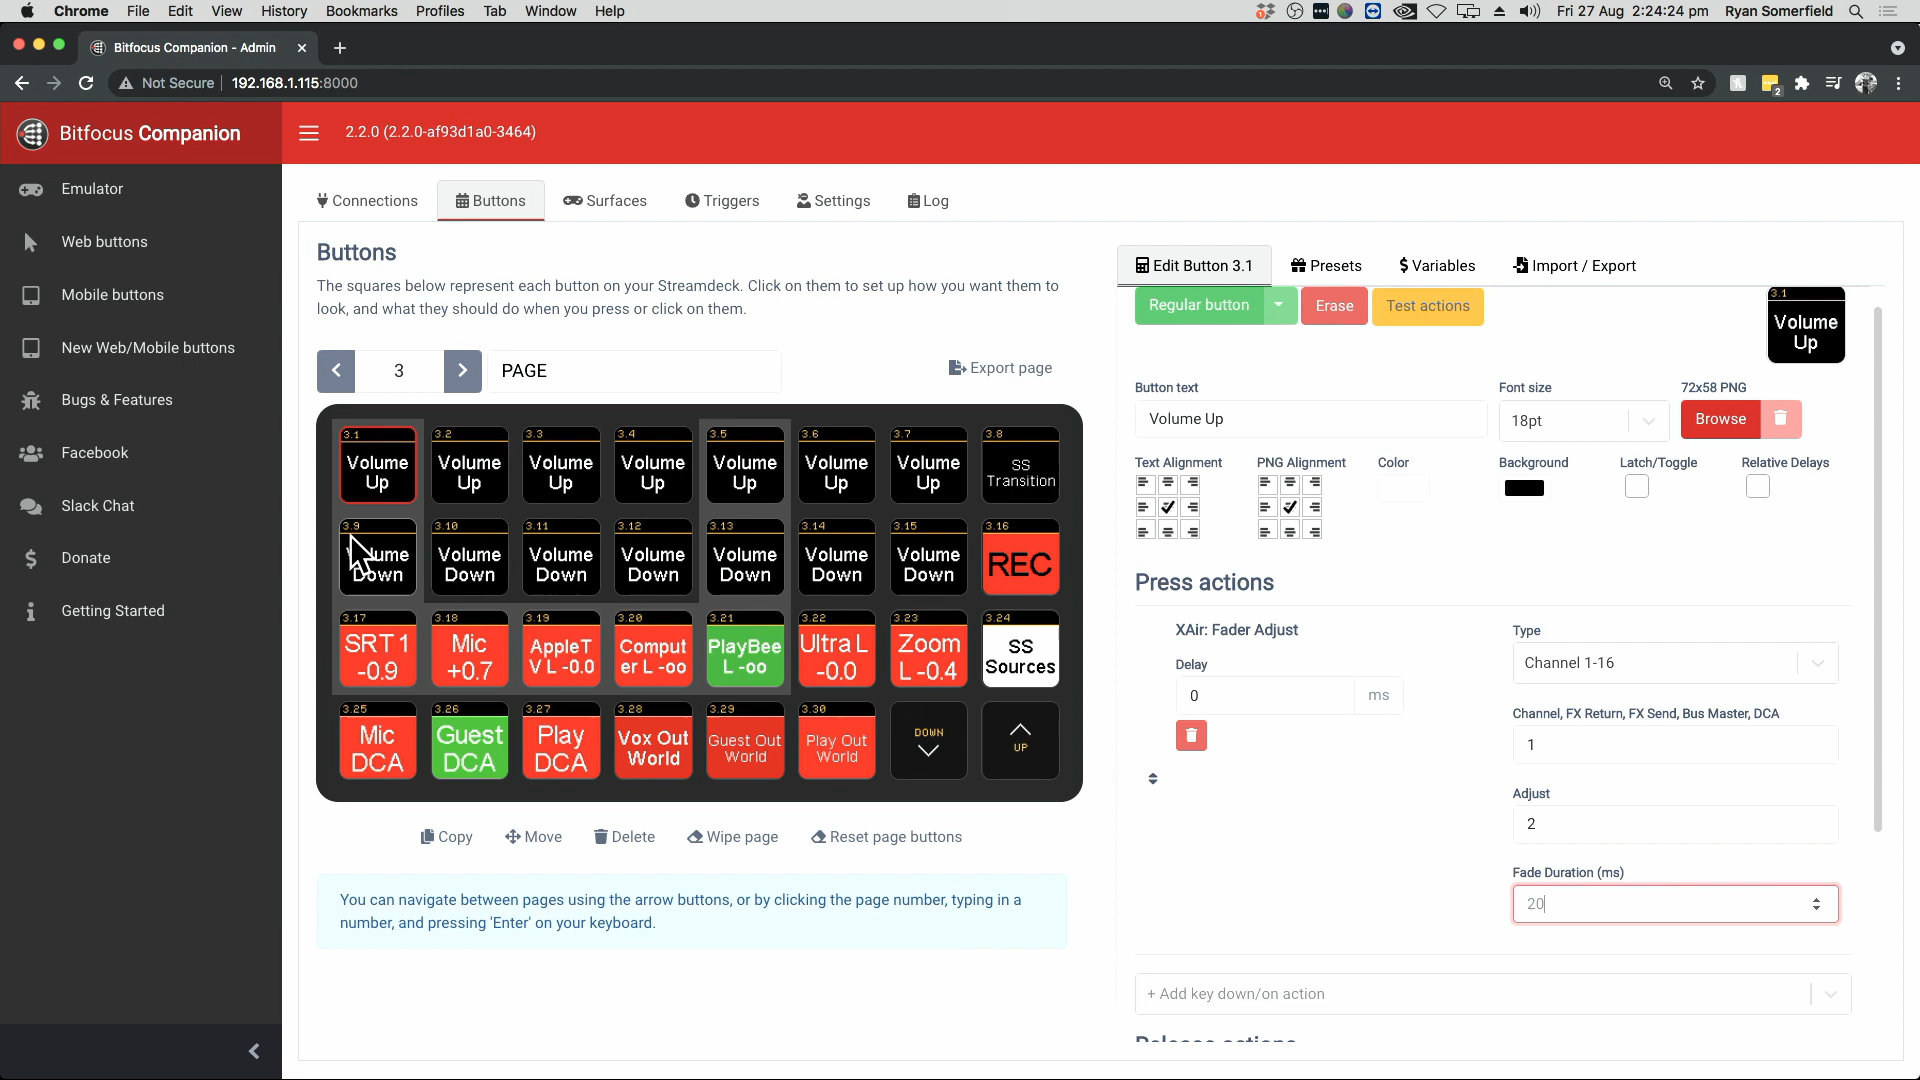 Chrome File Edit View History Bookmarks Profiles Tab Window Help
Fri 27 Aug 2:24:24 pm Ryan Somerfield
Bitfocus Companion - Admin
Not Secure 192.168.1.115:8000
2
Bitfocus Companion
2.2.0 (2.2.0-af93d1a0-3464)
Emulator
Web buttons
Mobile buttons
New Web/Mobile buttons
Bugs & Features
Facebook
Slack Chat
Donate
Getting Started
Connections Buttons Surfaces Triggers Settings Log
Buttons
The squares below represent each button on your Streamdeck. Click on them to set up how you want them to
look, and what they should do when you press or click on them.
3 PAGE Export page
3.1 3.2 3.3 3.4 3.5 3.6 3.7 3.8
Volume Volume Volume Volume Volume Volume Volume SS
Up Up Up Up Up Up Up Transition
3.9 3.10 3.11 3.12 3.13 3.14 3.15 3.16
Volume Volume Volume Volume Volume Volume Volume REC
Down Down Down Down Down Down Down
3.17 3.18 3.19 3.20 3.21 3.22 3.23 3.24
SRT 1 Mic AppleT Comput PlayBee Ultra L Zoom SS
-0.9 +0.7 V L -0.0 er L -oo L -oo -0.0 L -0.4 Sources
3.25 3.26 3.27 3.28 3.29 3.30
Mic Guest Play Vox Out Guest Out Play Out DOWN
DCA DCA DCA World World World UP
Copy Move Delete Wipe page Reset page buttons
You can navigate between pages using the arrow buttons, or by clicking the page number, typing in a
number, and pressing 'Enter' on your keyboard.
Edit Button 3.1 Presets $ Variables Import / Export
Regular button Erase Test actions
3.1
Volume
Up
Button text Font size 72x58 PNG
Volume Up 18pt Browse
Text Alignment PNG Alignment Color Background Latch/Toggle Relative Delays
Press actions
XAir: Fader Adjust
Delay
0 ms
Type
Channel 1-16
Channel, FX Return, FX Send, Bus Master, DCA
1
Adjust
2
Fade Duration (ms)
20
+ Add key down/on action
Release actions